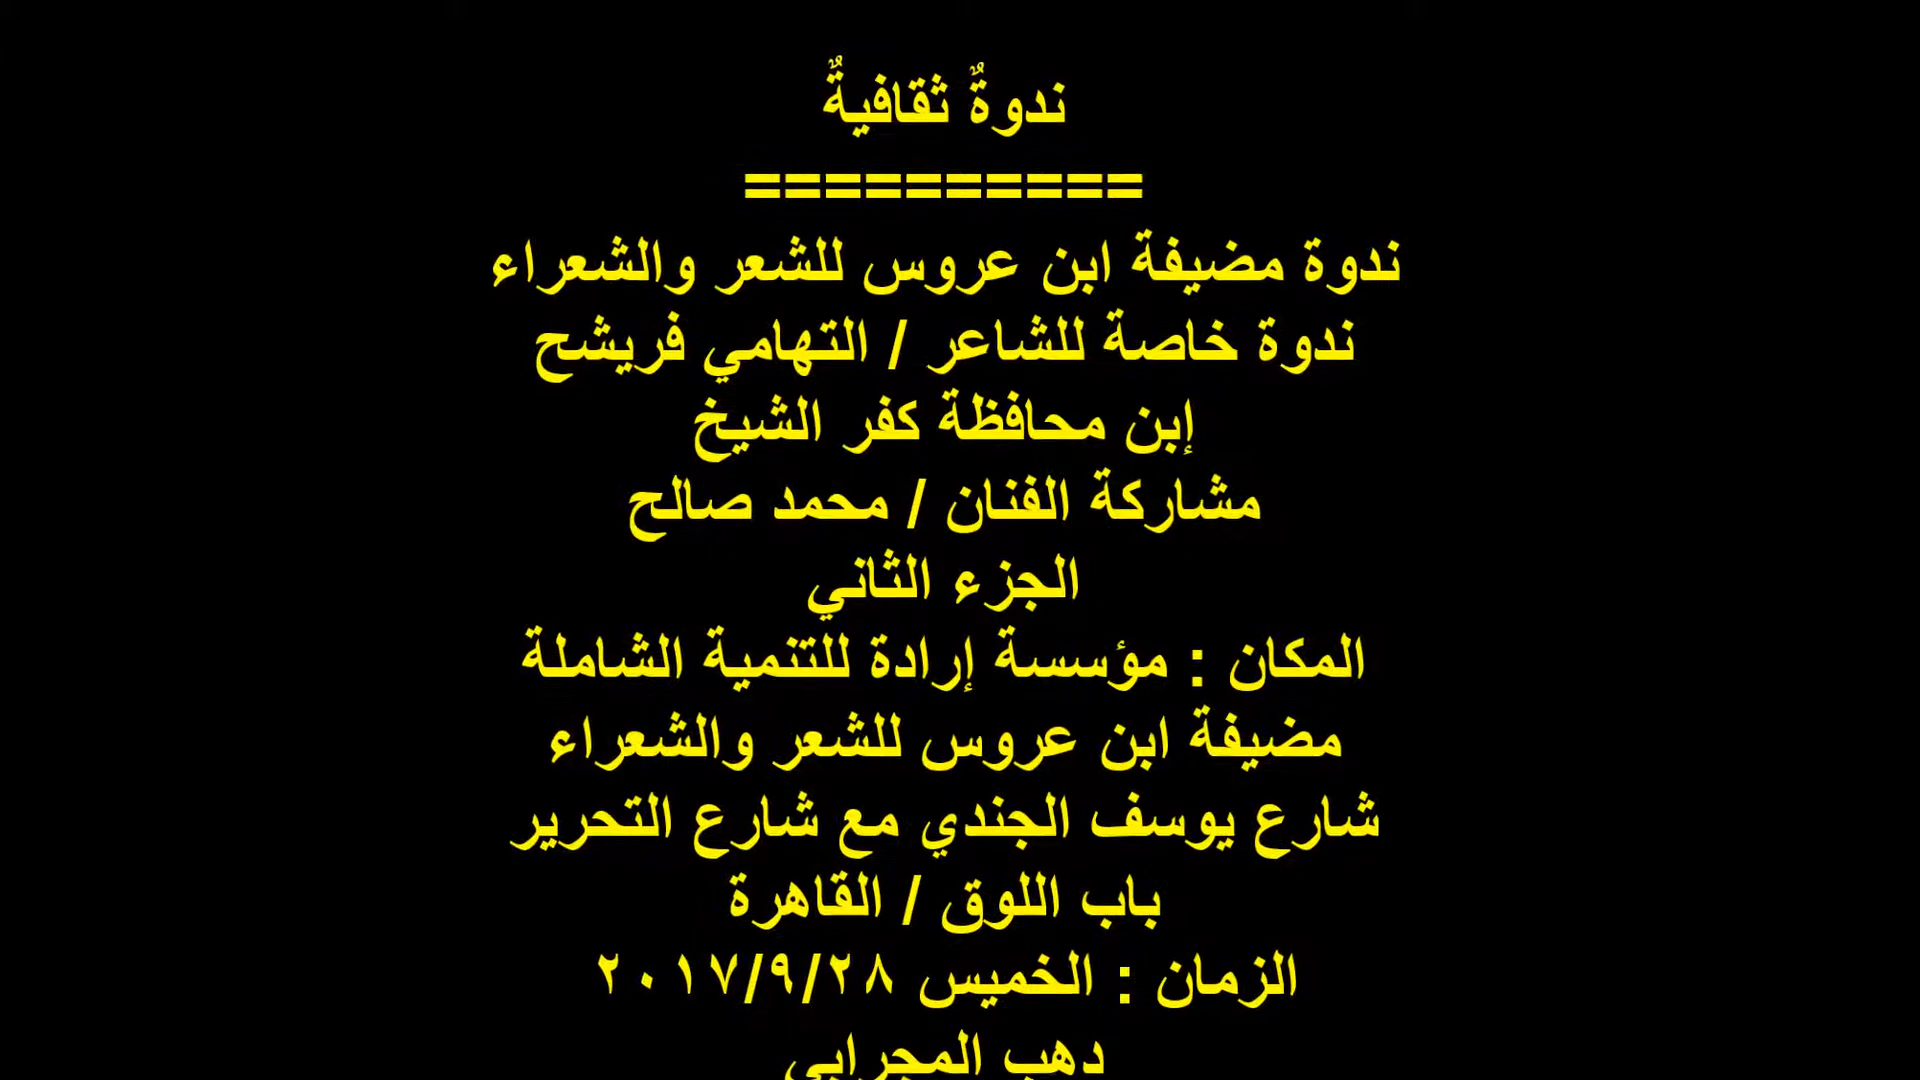 ندوةٌ ثقافيةٌ
==========
ندوة مضيفة ابن عروس للشعر والشعراء
ندوة خاصة للشاعر / التهامي فريشح
إبن محافظة كفر الشيخ
مشاركة الفنان / محمد صالح
الجزء الثاني
المكان : مؤسسة إرادة للتنمية الشاملة
مضيفة ابن عروس للشعر والشعراء
شارع يوسف الجندي مع شارع التحرير
باب اللوق / القاهرة
الزمان : الخميس ٢٠١٧/٩/٢٨
دهب المجرابي